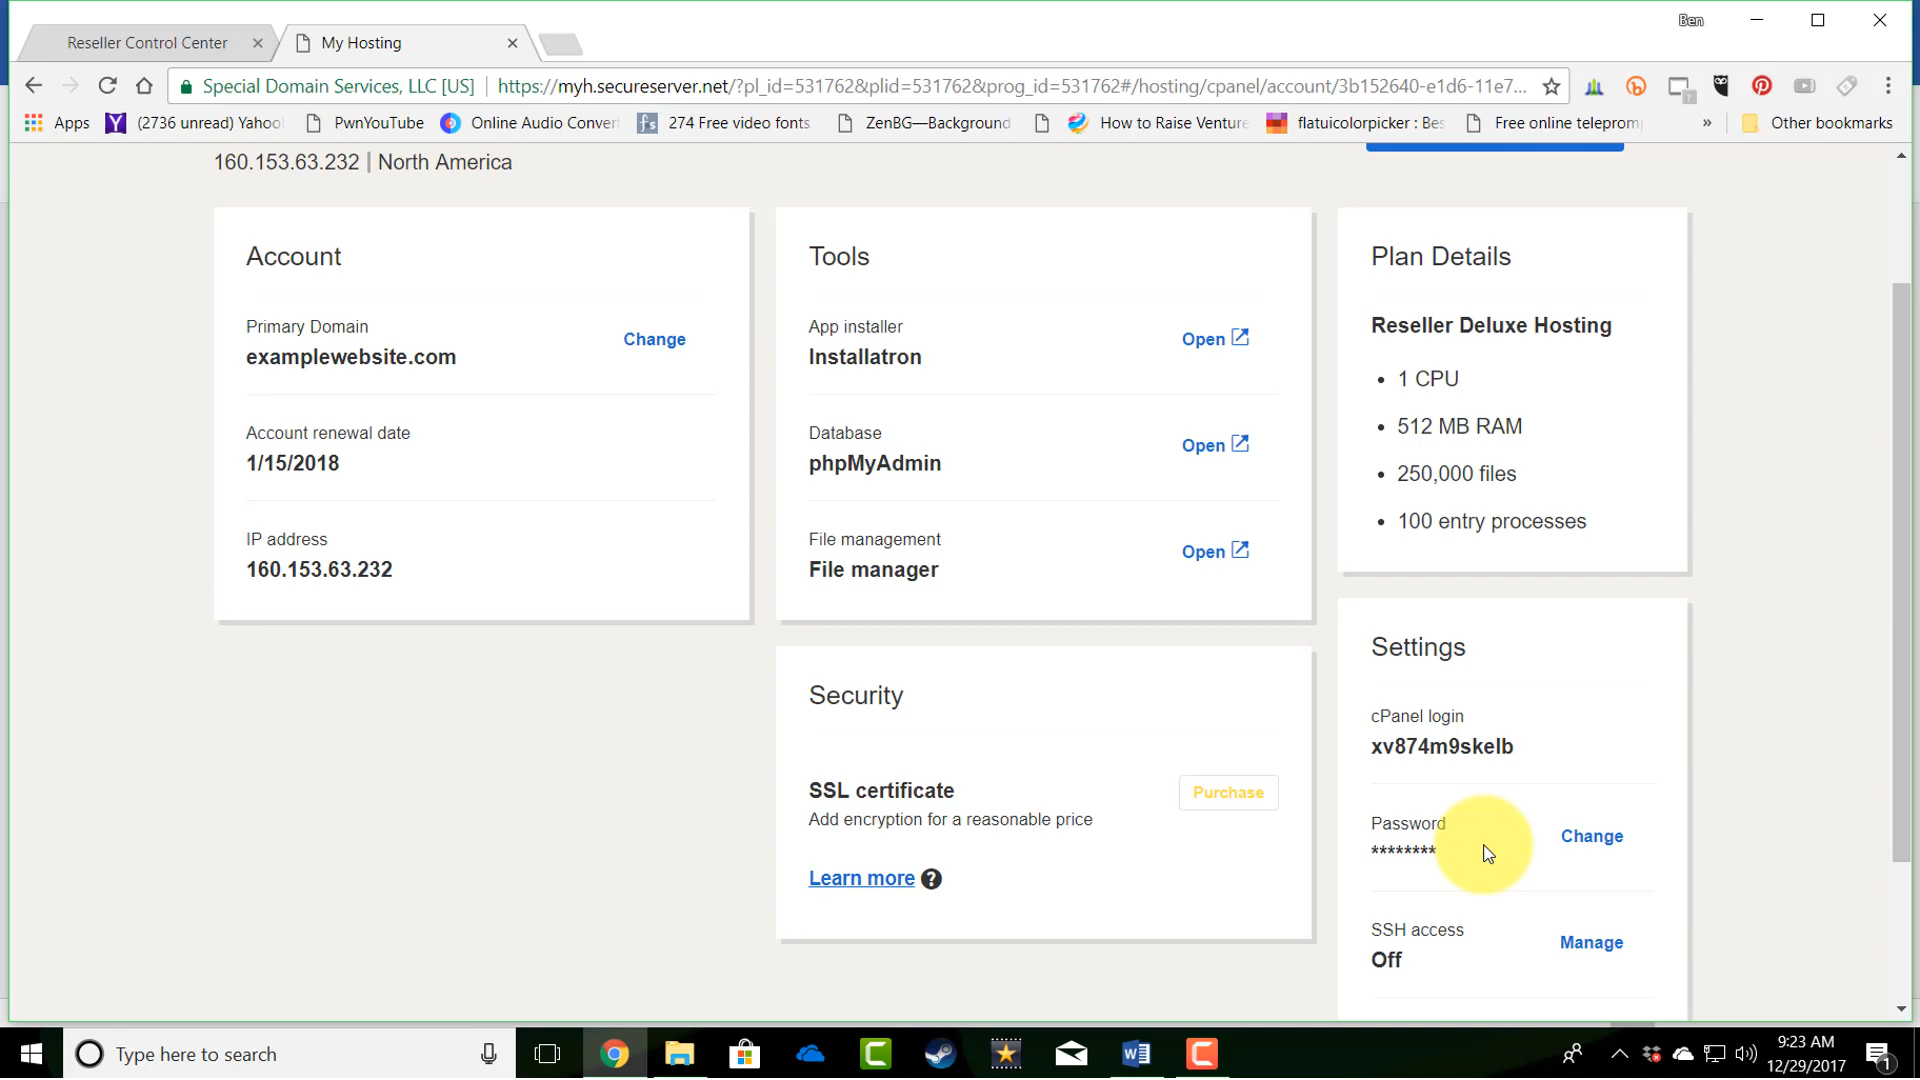 Ben
Reseller Control Center
My Hosting
Special Domain Services, LLC [US]
https://myh.secureserver.net/?pl_id=531762&plid=531762&prog_id=531762#/hosting/cpanel/account/3b152640-e1d6-11e7...
Apps
(2736 unread) Yahoo!
PwnYouTube
Online Audio Conver
274 Free video fonts
ZenBG—Background
How to Raise Venture
flatuicolorpicker : Bes
Free online teleprom
»
Other bookmarks
160.153.63.232 | North America
Account
Primary Domain
examplewebsite.com
Change
Account renewal date
1/15/2018
IP address
160.153.63.232
Tools
App installer
Installatron
Open
Database
phpMyAdmin
Open
File management
File manager
Open
Security
SSL certificate
Add encryption for a reasonable price
Purchase
Learn more ?
Plan Details
Reseller Deluxe Hosting
• 1 CPU
• 512 MB RAM
• 250,000 files
• 100 entry processes
Settings
cPanel login
xv874m9skelb
Password
********
Change
SSH access
Off
Manage
Type here to search
9:23 AM
12/29/2017
1